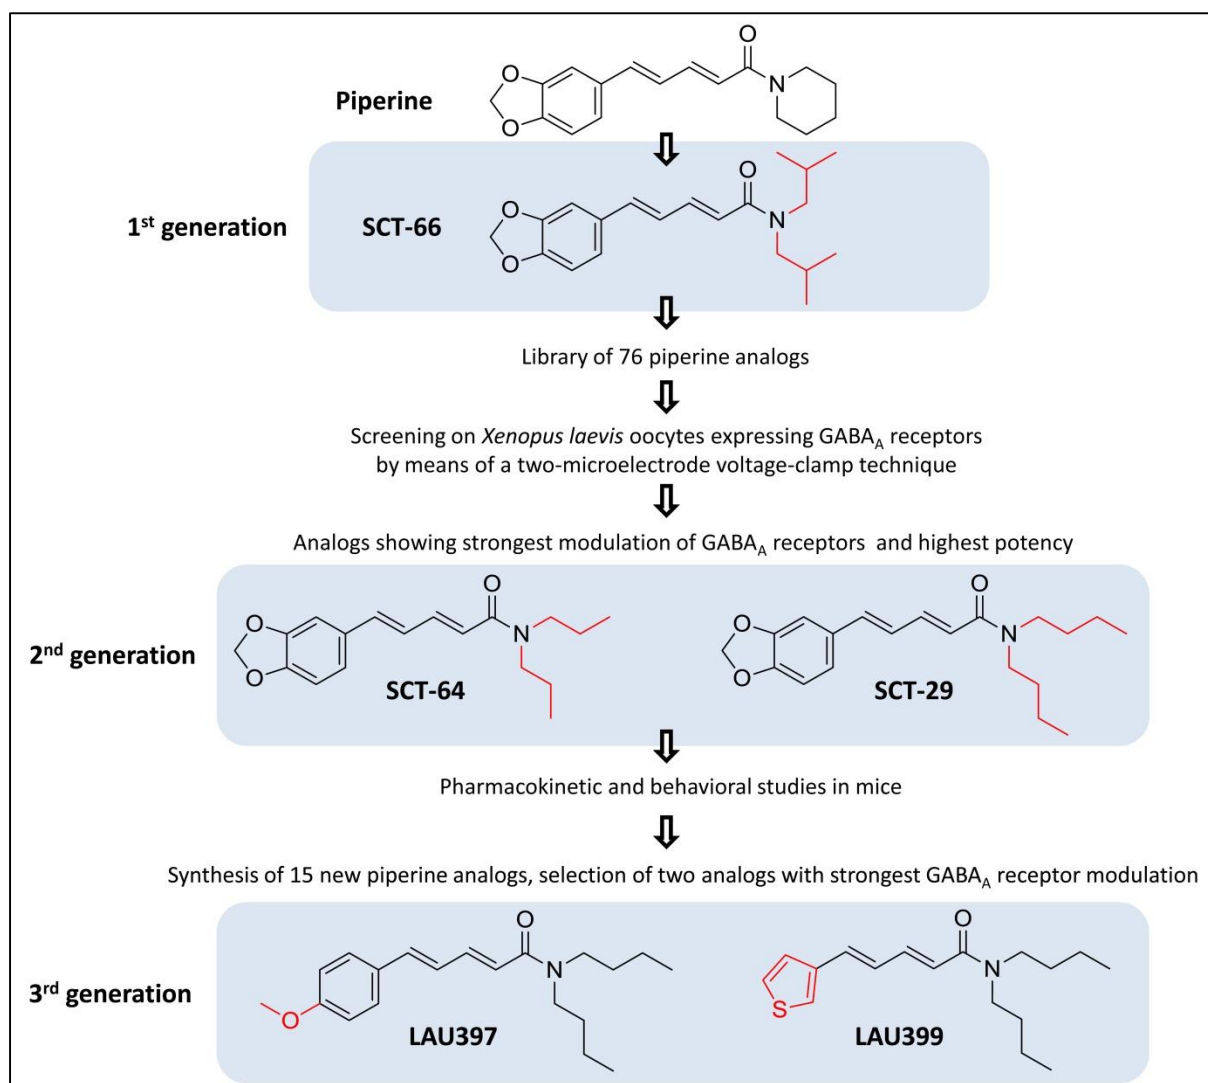 O
O
O
N
Piperine
O
O
O
N
1st generation
SCT-66
Library of 76 piperine analogs
Screening on Xenopus laevis oocytes expressing GABAA receptors
by means of a two-microelectrode voltage-clamp technique
Analogs showing strongest modulation of GABAA receptors and highest potency
O
O
O
N
O
O
O
N
2nd generation
SCT-64
SCT-29
Pharmacokinetic and behavioral studies in mice
Synthesis of 15 new piperine analogs, selection of two analogs with strongest GABAA receptor modulation
O
N
O
O
N
S
3rd generation
LAU397
LAU399